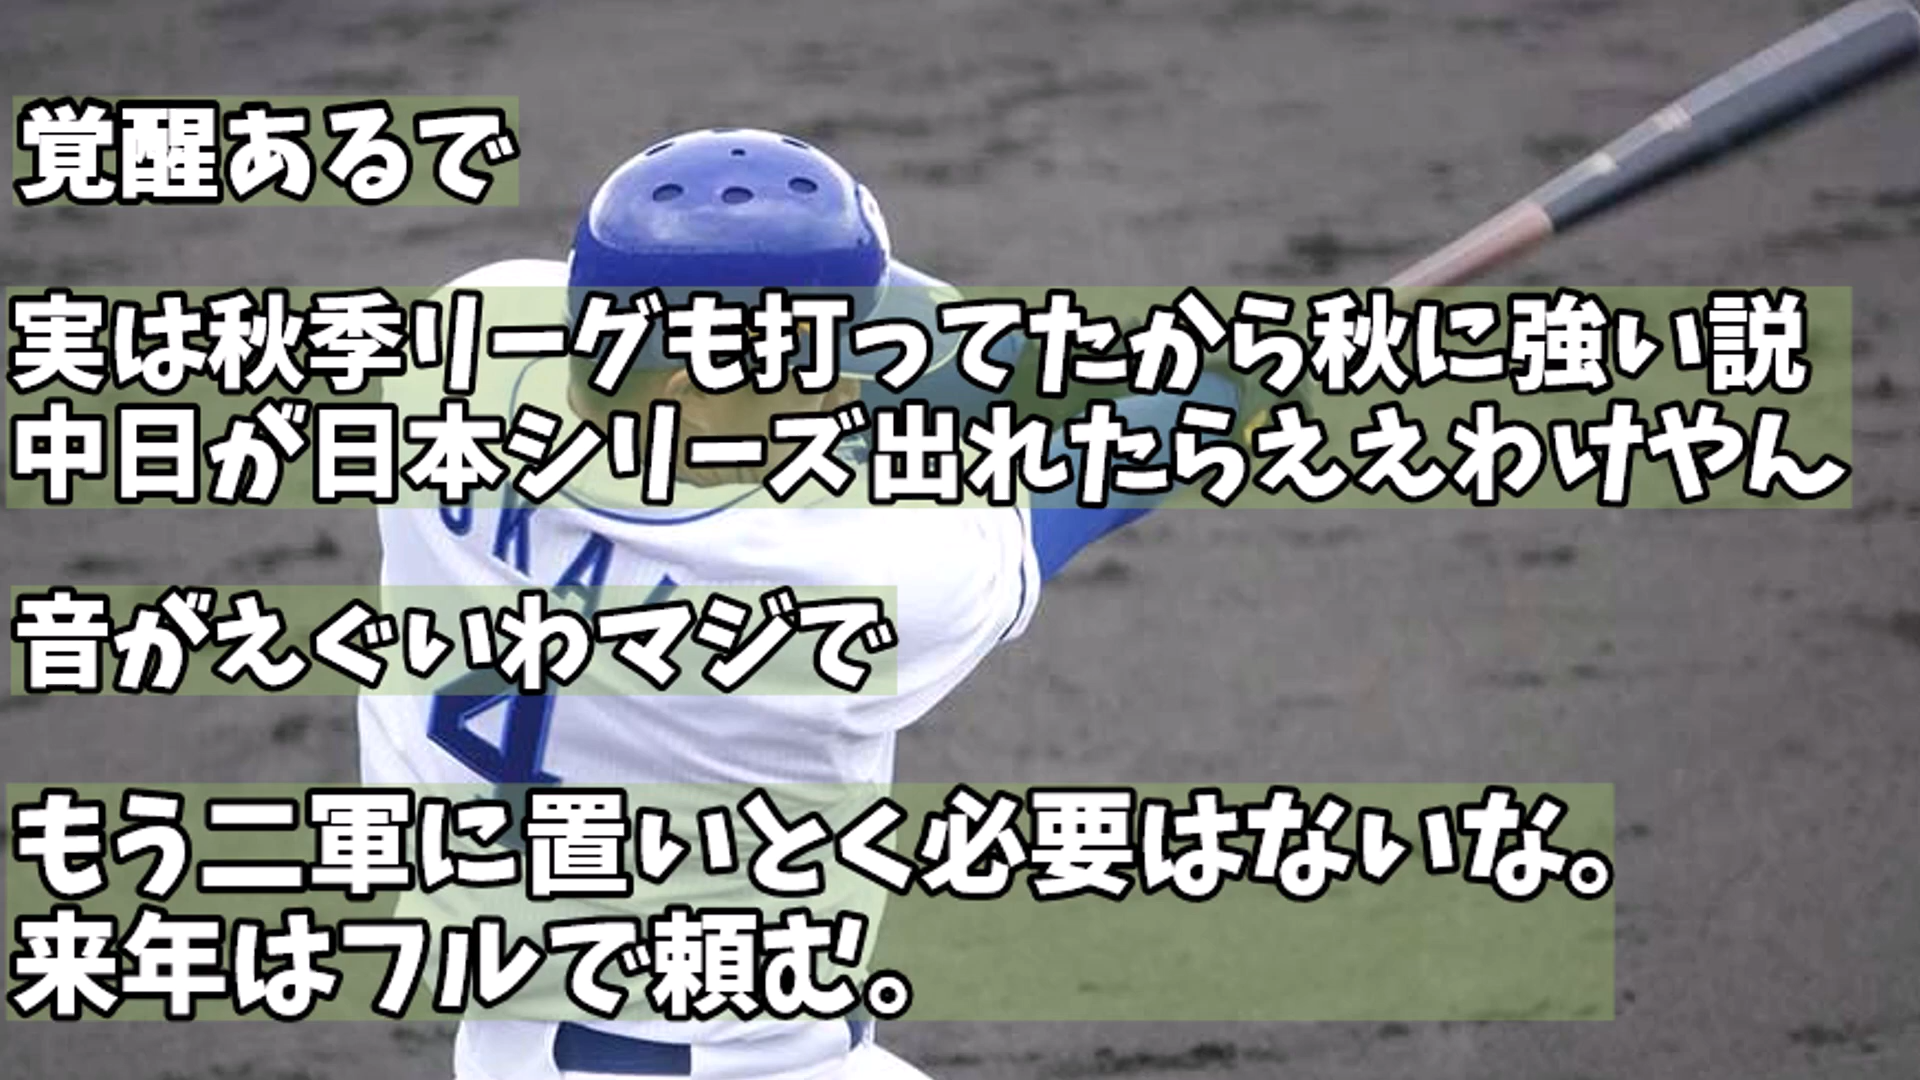 覚醒あるで
実は秋季リーグも打ってたから秋に強い説
中日が日本シリーズ出れたらええわけやん
音がえぐいわマジで
4
もう二軍に置いとく必要はないな。
来年はフルで頼む。